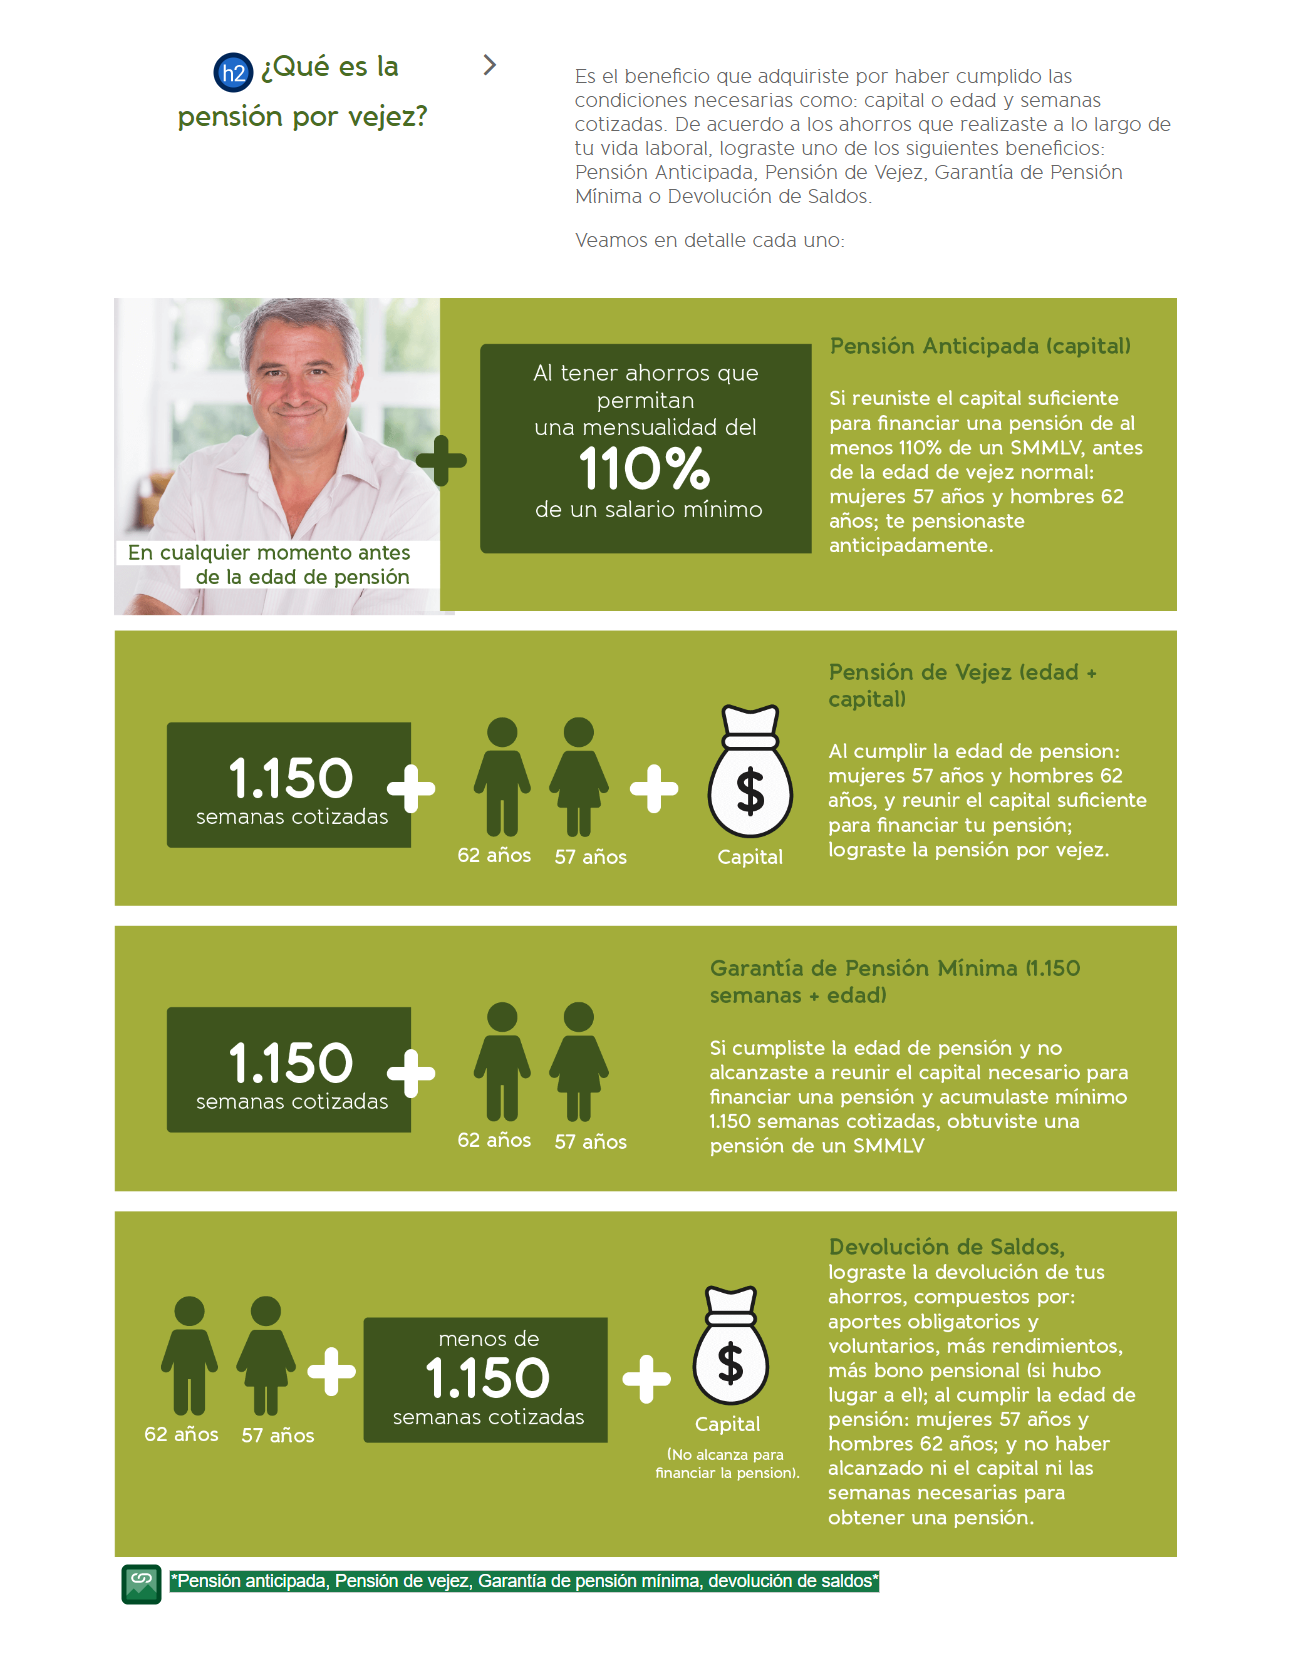 h2 ¿Qué es la
pensión por vejez?
Es el beneficio que adquiriste por haber cumplido las
condiciones necesarias como: capital o edad y semanas
cotizadas. De acuerdo a los ahorros que realizaste a lo largo de
tu vida laboral, lograste uno de los siguientes beneficios:
Pensión Anticipada, Pensión de Vejez, Garantía de Pensión
Mínima o Devolución de Saldos.
Veamos en detalle cada uno:
En cualquier momento antes
de la edad de pensión
Al tener ahorros que
permitan
una mensualidad del
110%
de un salario mínimo
Pensión Anticipada (capital)
Si reuniste el capital suficiente
para financiar una pensión de al
menos 110% de un SMMLV, antes
de la edad de vejez normal:
mujeres 57 años y hombres 62
años; te pensionaste
anticipadamente.
1.150
semanas cotizadas
62 años
57 años
$
Capital
Pensión de Vejez (edad +
capital)
Al cumplir la edad de pension:
mujeres 57 años y hombres 62
años, y reunir el capital suficiente
para financiar tu pensión;
lograste la pensión por vejez.
1.150
semanas cotizadas
62 años
57 años
Garantía de Pensión Mínima (1.150
semanas + edad)
Si cumpliste la edad de pensión y no
alcanzaste a reunir el capital necesario para
financiar una pensión y acumulaste mínimo
1.150 semanas cotizadas, obtuviste una
pensión de un SMMLV
62 años
57 años
menos de
1.150
semanas cotizadas
$
Capital
(No alcanza para
financiar la pension).
Devolución de Saldos,
lograste la devolución de tus
ahorros, compuestos por:
aportes obligatorios y
voluntarios, más rendimientos,
más bono pensional (si hubo
lugar a el); al cumplir la edad de
pensión: mujeres 57 años y
hombres 62 años; y no haber
alcanzado ni el capital ni las
semanas necesarias para
obtener una pensión.
*Pensión anticipada, Pensión de vejez, Garantía de pensión mínima, devolución de saldos*